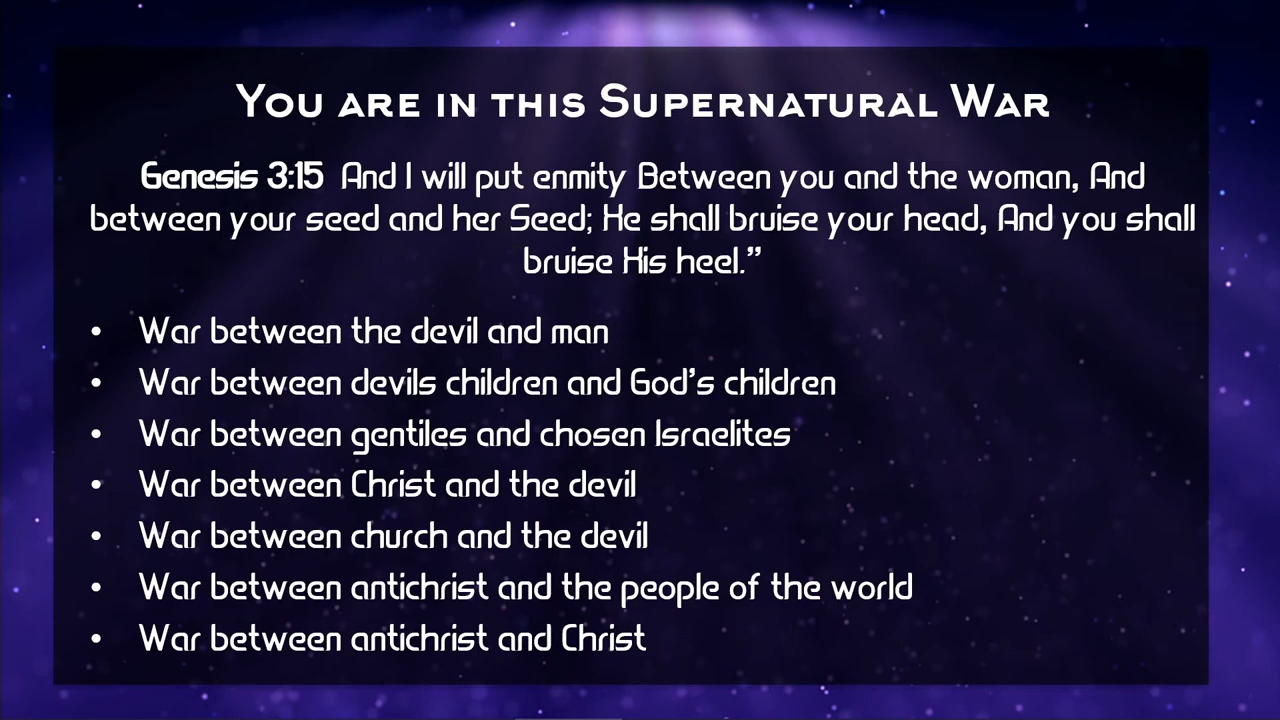 You are in this Supernatural War
Genesis 3:15 And I will put enmity Between you and the woman, And
between your seed and her Seed; He shall bruise your head, And you shall
bruise His heel.”
• War between the devil and man
• War between devils children and God’s children
• War between gentiles and chosen Israelites
• War between Christ and the devil
• War between church and the devil
• War between antichrist and the people of the world
• War between antichrist and Christ